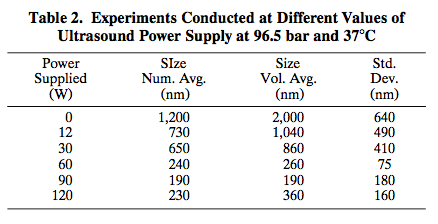 Table 2. Experiments Conducted at Different Values of
Ultrasound Power Supply at 96.5 bar and 37°C
Power SIze Size Std.
Supplied Num. Avg. Vol. Avg. Dev.
(W) (nm) (nm) (nm)
0 1,200 2,000 640
12 730 1,040 490
30 650 860 410
60 240 260 75
90 190 190 180
120 230 360 160